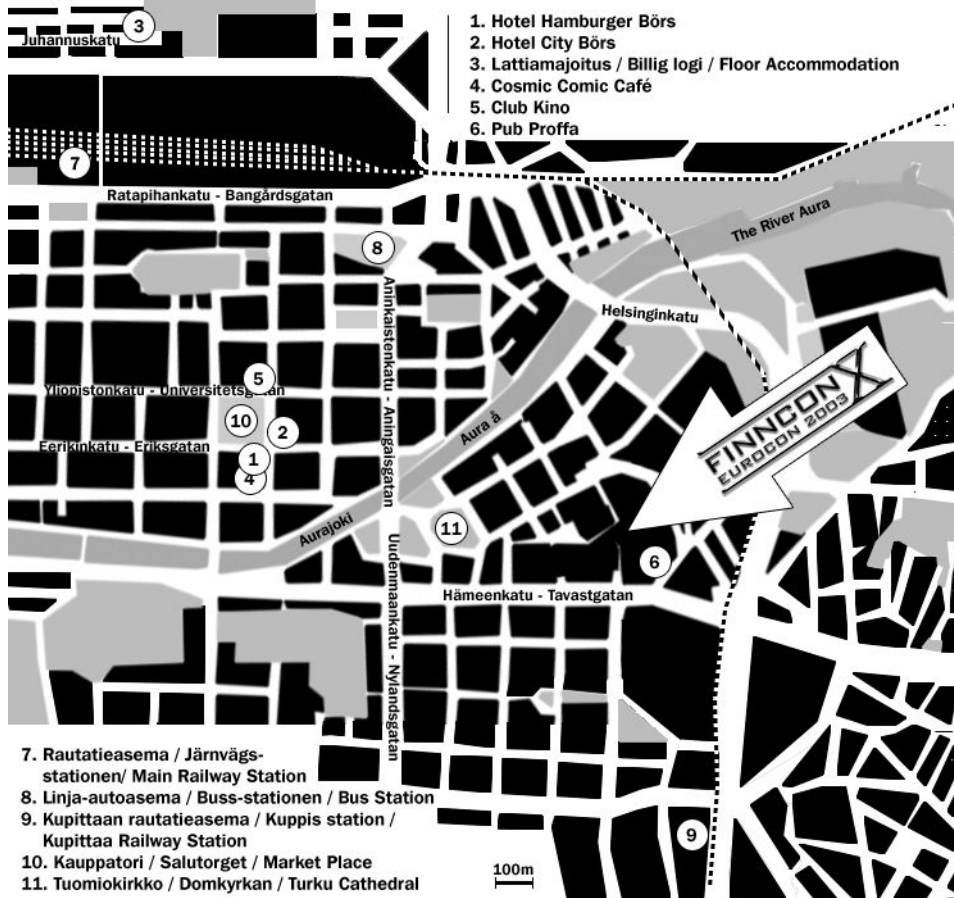 1. Hotel Hamburger Börs
2. Hotel City Börs
3. Lattiamajoitus / Billig logi / Floor Accommodation
4. Cosmic Comic Café
5. Club Kino
6. Pub Proffa
3
Juhannuskatu
7
Ratapihankatu - Bangårdsgatan
The River Aura
8
Aninkaistenkatu - Aningaisgatan
Helsinginkatu
5
Yliopistonkatu - Universitetsgatan
10
2
Aura å
FINNCON X
EUROCON 2003
Eerikinkatu - Eriksgatan
1
4
Aurajoki
11
Uudenmaankatu - Nylandsgatan
6
Hämeenkatu - Tavastgatan
7. Rautatieasema / Järnvägs-
stationen/ Main Railway Station
8. Linja-autoasema / Buss-stationen / Bus Station
9. Kupittaan rautatieasema / Kuppis station /
Kupittaa Railway Station
10. Kauppatori / Salutorget / Market Place
11. Tuomiokirkko / Domkyrkan / Turku Cathedral
9
100m